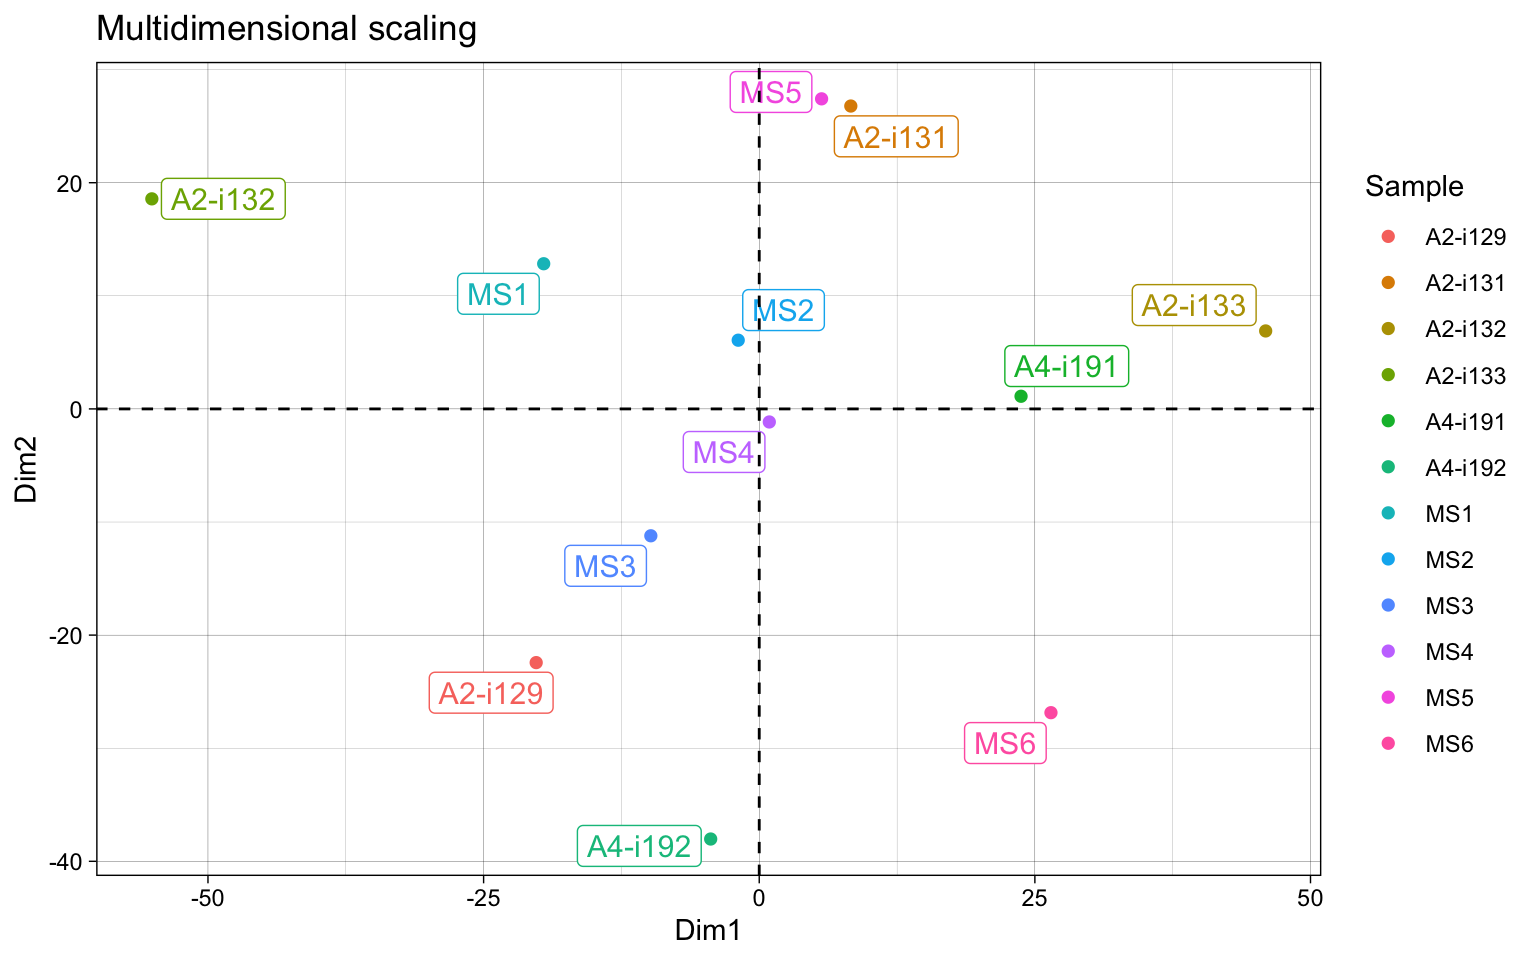 Multidimensional scaling
MS5
A2-i131
A2-i132
MS1
MS2
A2-i133
A4-i191
MS4
MS3
A2-i129
MS6
A4-i192
20
0
-20
-40
-50
-25
0
25
50
Dim1
Dim2
Sample
A2-i129
A2-i131
A2-i132
A2-i133
A4-i191
A4-i192
MS1
MS2
MS3
MS4
MS5
MS6